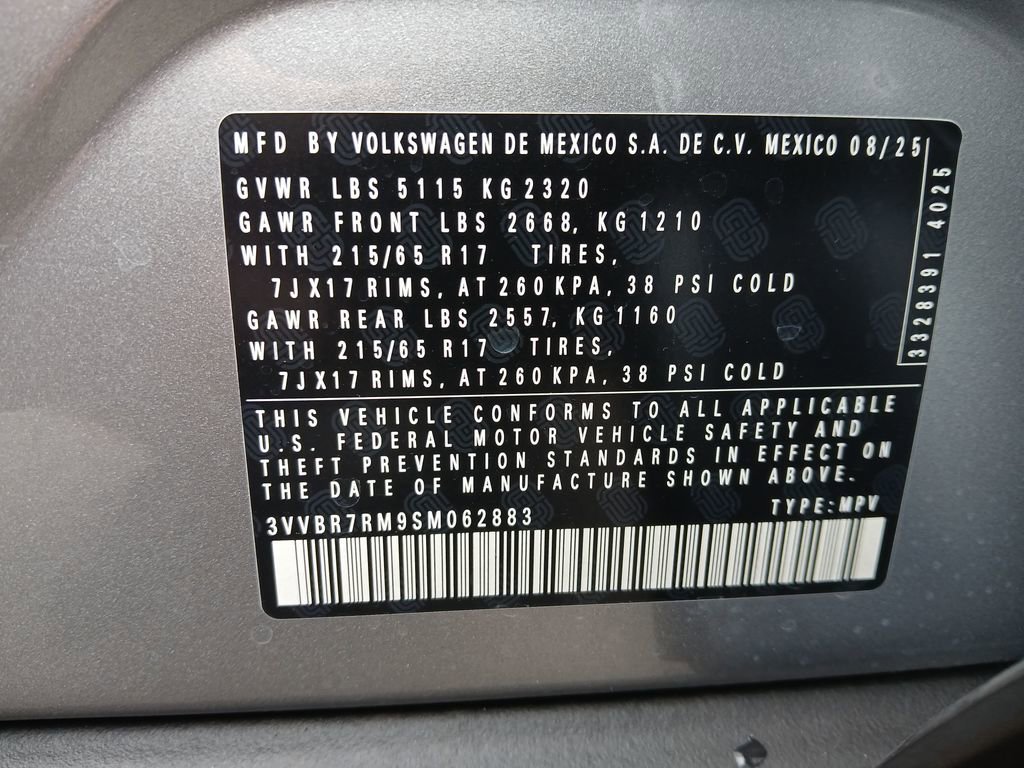 MFD BY VOLKSWAGEN DE MEXICO S.A. DE C.V. MEXICO 08/25
GVWR LBS 5115 KG 2320
GAWR FRONT LBS 2668, KG 1210
WITH 215/65 R17 TIRES,
7JX17 RIMS, AT 260 KPA, 38 PSI COLD
GAWR REAR LBS 2557, KG 1160
WITH 215/65 R17 TIRES,
7JX17 RIMS, AT 260 KPA, 38 PSI COLD
3328391 4025
THIS VEHICLE CONFORMS TO ALL APPLICABLE
U.S. FEDERAL MOTOR VEHICLE SAFETY AND
THEFT PREVENTION STANDARDS IN EFFECT ON
THE DATE OF MANUFACTURE SHOWN ABOVE.
TYPE: MPV
3VVBR7RM9SM062883